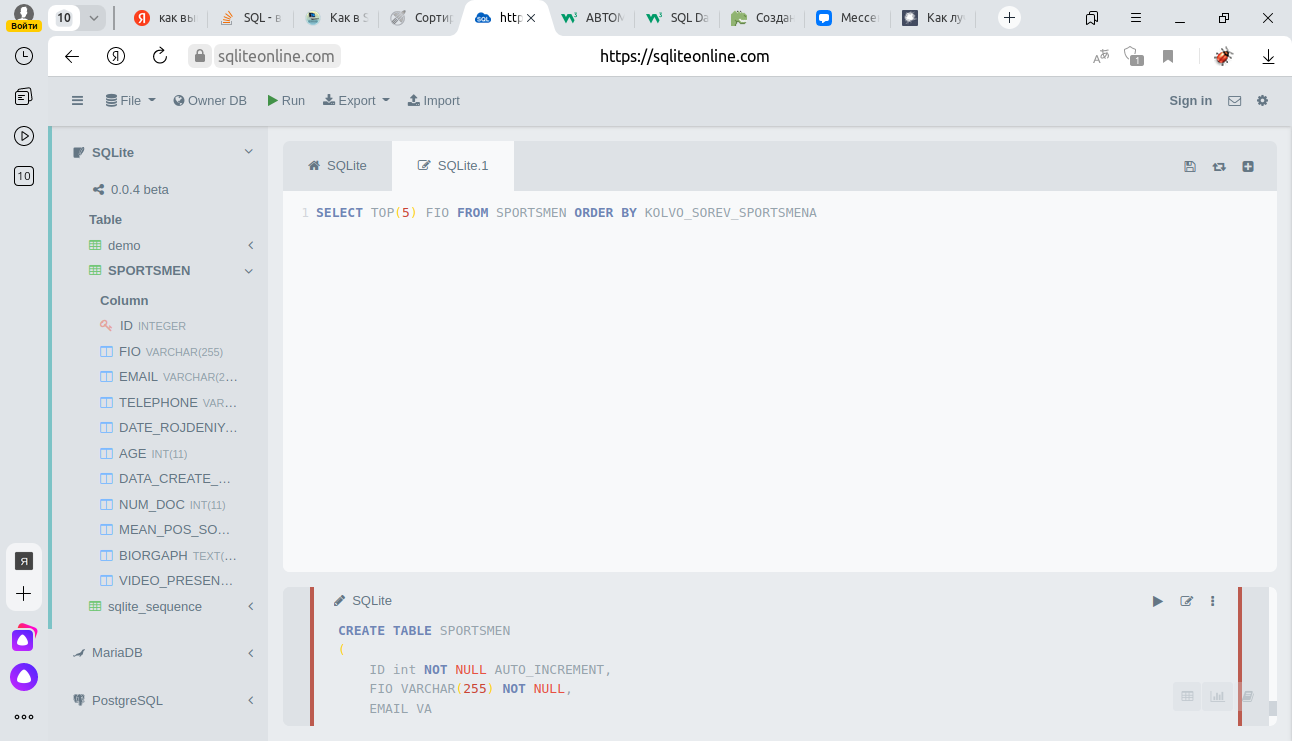 10
как вы
SQL - в
Как в S
Сортир
http
АВТОМ
SQL Da
Создан
Мессе
Как лу
Войти
sqliteonline.com
https://sqliteonline.com
1
File
Owner DB
Run
Export
Import
Sign in
10
SQLite
0.0.4 beta
Table
demo
SPORTSMEN
Column
ID INTEGER
FIO VARCHAR(255)
EMAIL VARCHAR(2…
TELEPHONE VAR…
DATE_ROJDENIY…
AGE INT(11)
DATA_CREATE_…
NUM_DOC INT(11)
MEAN_POS_SO…
BIORGAPH TEXT(…
VIDEO_PRESEN…
sqlite_sequence
MariaDB
PostgreSQL
SQLite
SQLite.1
1 SELECT TOP(5) FIO FROM SPORTSMEN ORDER BY KOLVO_SOREV_SPORTSMENA
SQLite
CREATE TABLE SPORTSMEN
(
ID int NOT NULL AUTO_INCREMENT,
FIO VARCHAR(255) NOT NULL,
EMAIL VA